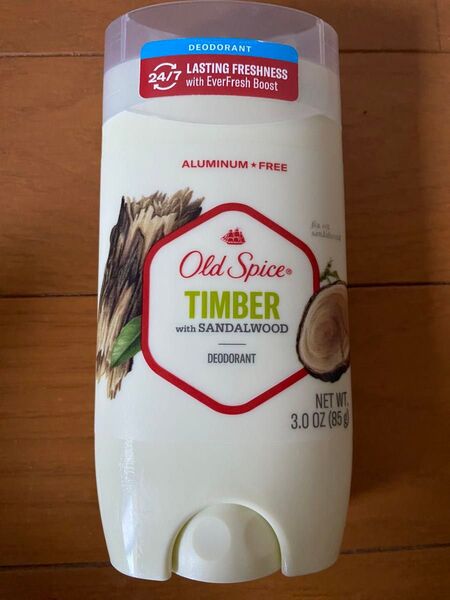 DEODORANT
24/7 LASTING FRESHNESS
with EverFresh Boost
ALUMINUM★FREE
Old Spice®
TIMBER
with SANDALWOOD
DEODORANT
NET WT.
3.0 OZ (85g)